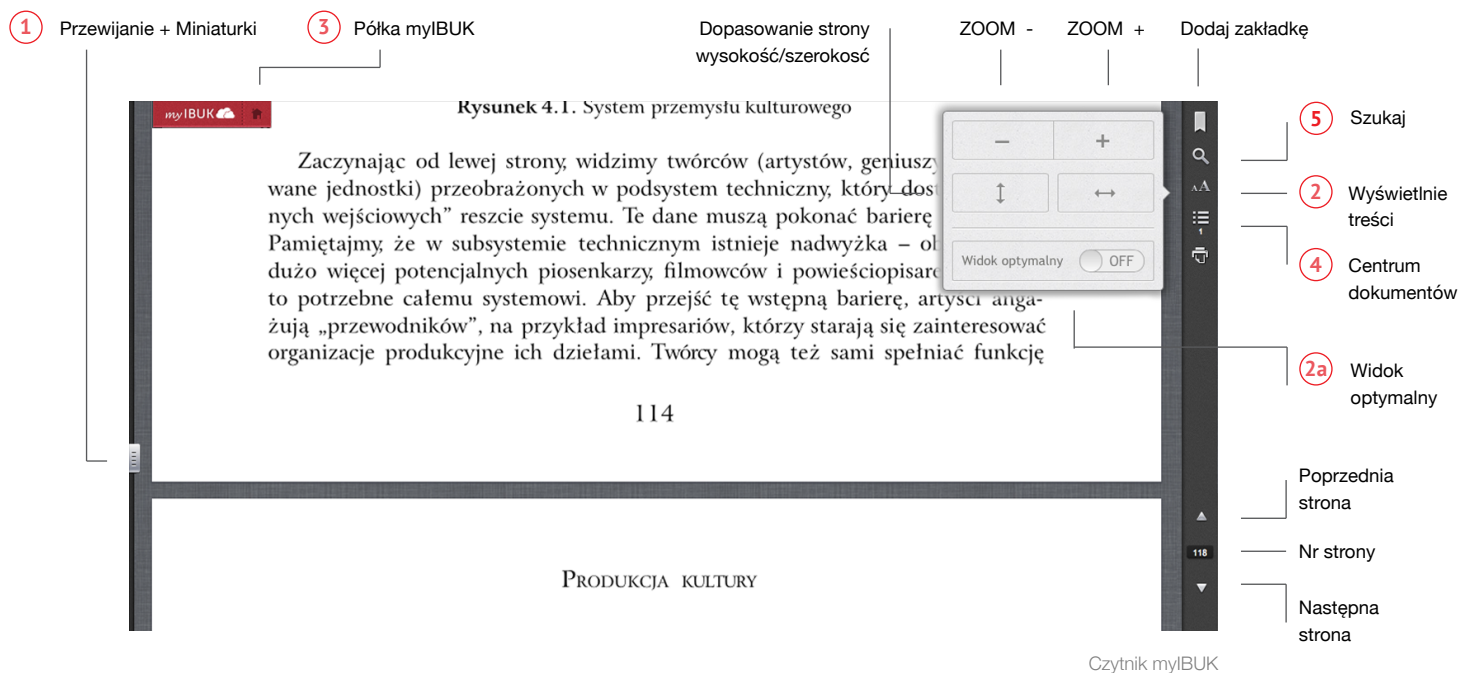 1 Przewijanie + Miniaturki
3 Półka myIBUK
Dopasowanie strony
wysokość/szerokość
ZOOM -
ZOOM +
Dodaj zakładkę
myIBUK
Rysunek 4.1. System przemysłu kulturowego
Zaczynając od lewej strony, widzimy twórców (artystów, geniuszy
wane jednostki) przeobrażonych w podsystem techniczny, który
nych wejściowych” reszcie systemu. Te dane muszą pokonać barierę
Pamiętajmy, że w subsystemie technicznym istnieje nadwyżka –
dużo więcej potencjalnych piosenkarzy, filmowców i
to potrzebne całemu systemowi. Aby przejść tę wstępną barierę, artyści anga-
żują „przewodników”, na przykład impresariów, którzy starają się zainteresować
organizacje produkcyjne ich dziełami. Twórcy mogą też sami spełniać funkcję
114
Produkcja kultury
− +
Widok optymalny OFF
AA
1
118
5 Szukaj
2 Wyświetlnie
treści
4 Centrum
dokumentów
2a Widok
optymalny
Poprzednia
strona
Nr strony
Następna
strona
Czytnik myIBUK